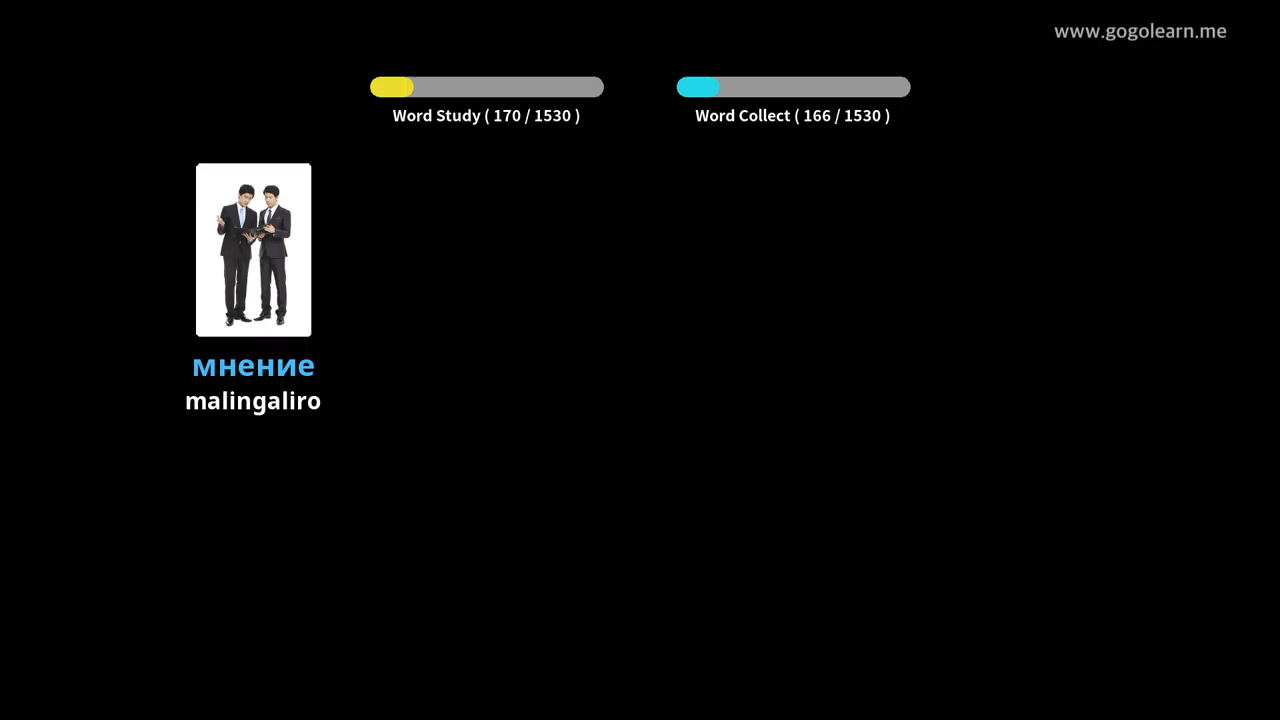 www.gogolearn.me
Word Study ( 170 / 1530 )
Word Collect ( 166 / 1530 )
мнение
malingaliro